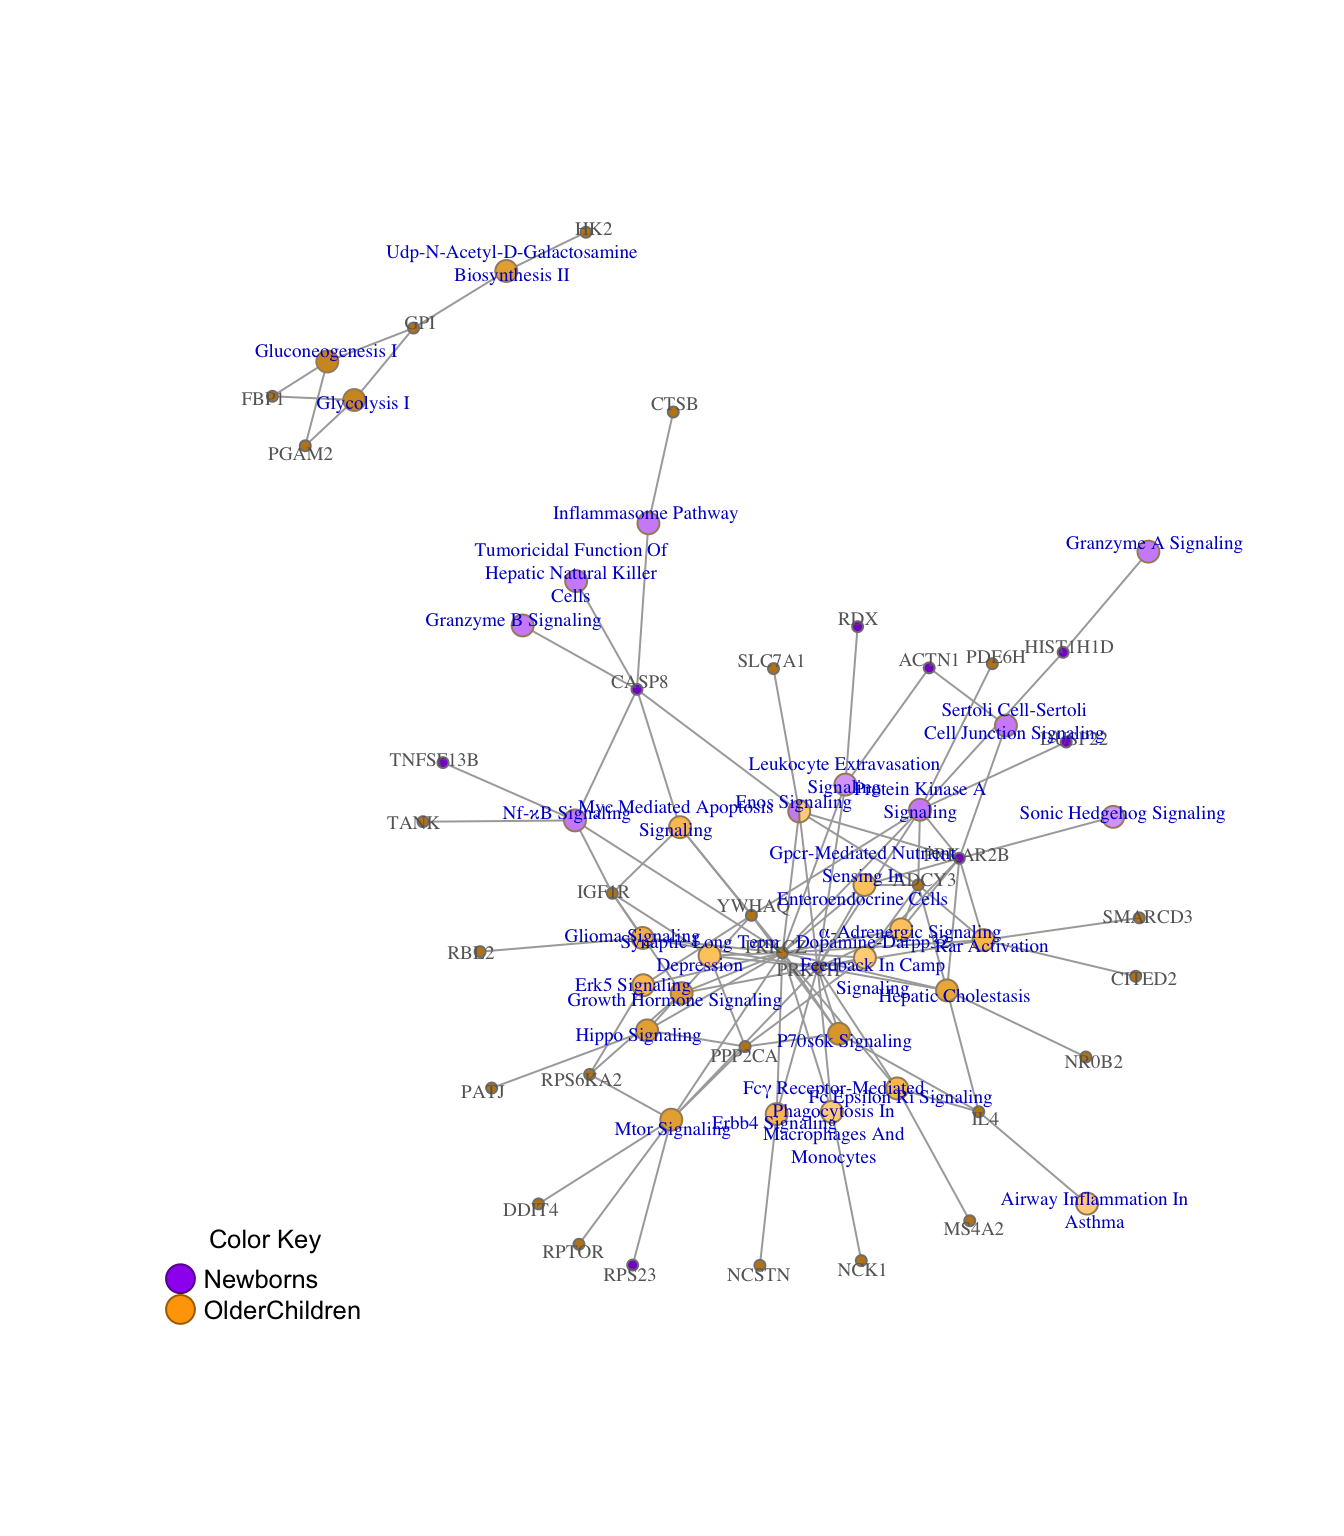 HK2
Udp-N-Acetyl-D-Galactosamine
Biosynthesis II
GPI
Gluconeogenesis I
FBP1
Glycolysis I
PGAM2
CTSB
Inflammasome Pathway
Tumoricidal Function Of
Hepatic Natural Killer
Cells
Granzyme A Signaling
Granzyme B Signaling
RDX
HIST1H1D
SLC7A1
ACTN1
PDE6H
CASP8
Sertoli Cell-Sertoli
Cell Junction Signaling
DUSP22
TNFSF13B
Leukocyte Extravasation
Signaling
Protein Kinase A
Signaling
Enos Signaling
Myc Mediated Apoptosis
Signaling
Nf-κB Signaling
TANK
Sonic Hedgehog Signaling
Gpcr-Mediated Nutrient
Sensing In
Enteroendocrine Cells
PRKAR2B
ADCY3
IGF1R
YWHAQ
SMARCD3
α-Adrenergic Signaling
Glioma Signaling
Synaptic Long Term
Depression
Dopamine-Darpp32
Feedback In Camp
Signaling
Rar Activation
RBL2
CITED2
Erk5 Signaling
Growth Hormone Signaling
Hepatic Cholestasis
Hippo Signaling
P70s6k Signaling
PPP2CA
NR0B2
RPS6KA2
PATJ
Fcγ Receptor-Mediated
Phagocytosis In
Macrophages And
Monocytes
Fc Epsilon RI Signaling
Erbb4 Signaling
IL4
Mtor Signaling
DDIT4
Airway Inflammation In
Asthma
MS4A2
RPTOR
RPS23
NCSTN
NCK1
Color Key
Newborns
OlderChildren